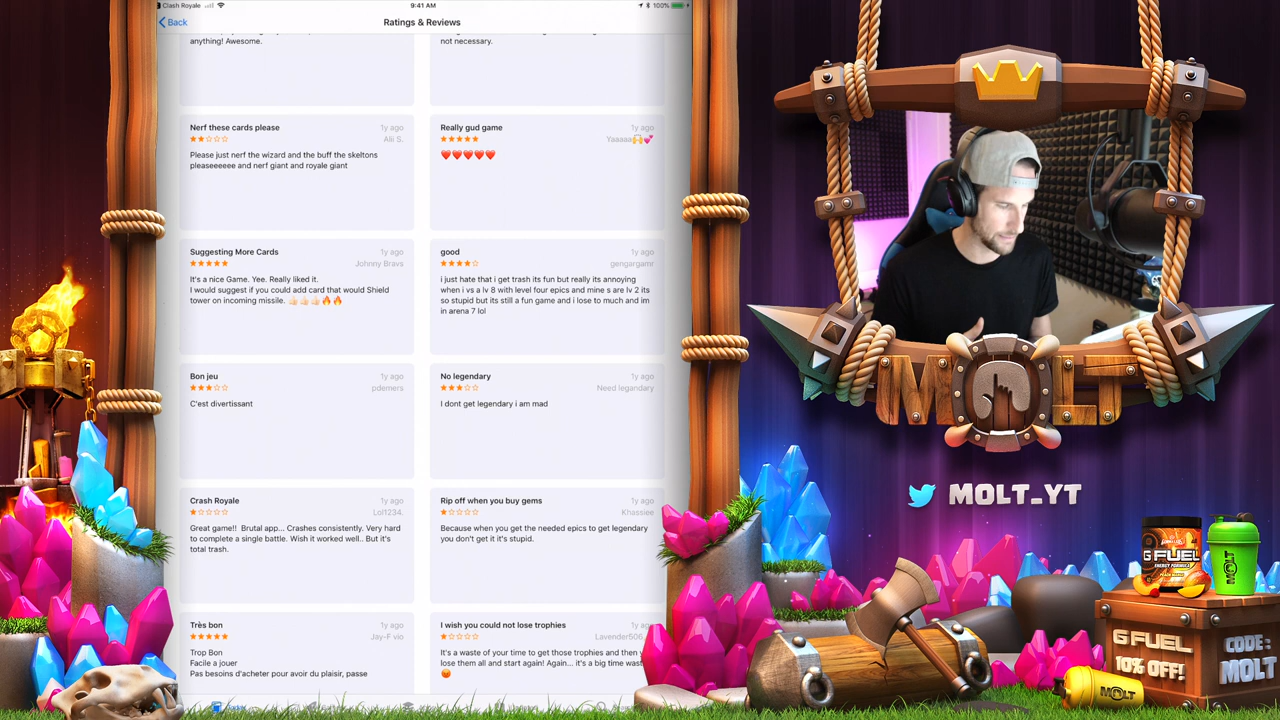 Clash Royale
9:41 AM
100%
Back
Ratings & Reviews
anything! Awesome.
not necessary.
Nerf these cards please
1y ago
Alii S.
Please just nerf the wizard and the buff the skeltons
pleaseeeeee and nerf giant and royale giant
Really gud game
1y ago
Yaaaaa🙌💕
❤️❤️❤️❤️❤️
Suggesting More Cards
1y ago
Johnny Bravs
It's a nice Game. Yee. Really liked it.
I would suggest if you could add card that would Shield
tower on incoming missile. 👍🏻👍🏻👍🏻🔥🔥
good
1y ago
gengargamr
i just hate that i get trash its fun but really its annoying
when i vs a lv 8 with level four epics and mine s are lv 2 its
so stupid but its still a fun game and i lose to much and im
in arena 7 lol
Bon jeu
1y ago
pdemers
C'est divertissant
No legendary
1y ago
Need legandary
I dont get legendary i am mad
Crash Royale
1y ago
Lol1234.
Great game!! Brutal app... Crashes consistently. Very hard
to complete a single battle. Wish it worked well.. But it's
total trash.
Rip off when you buy gems
1y ago
Khassiee
Because when you get the needed epics to get legendary
you don't get it it's stupid.
Très bon
1y ago
Jay-F vio
Trop Bon
Facile a jouer
Pas besoins d'acheter pour avoir du plaisir, passe
I wish you could not lose trophies
1y ago
Lavender506
It's a waste of your time to get those trophies and then
lose them all and start again! Again... it's a big time
😡
MOLT
MOLT_YT
G FUEL
ENERGY FORMULA
MOLT
G FUEL
10% OFF!
CODE:
MOLT
MOLT